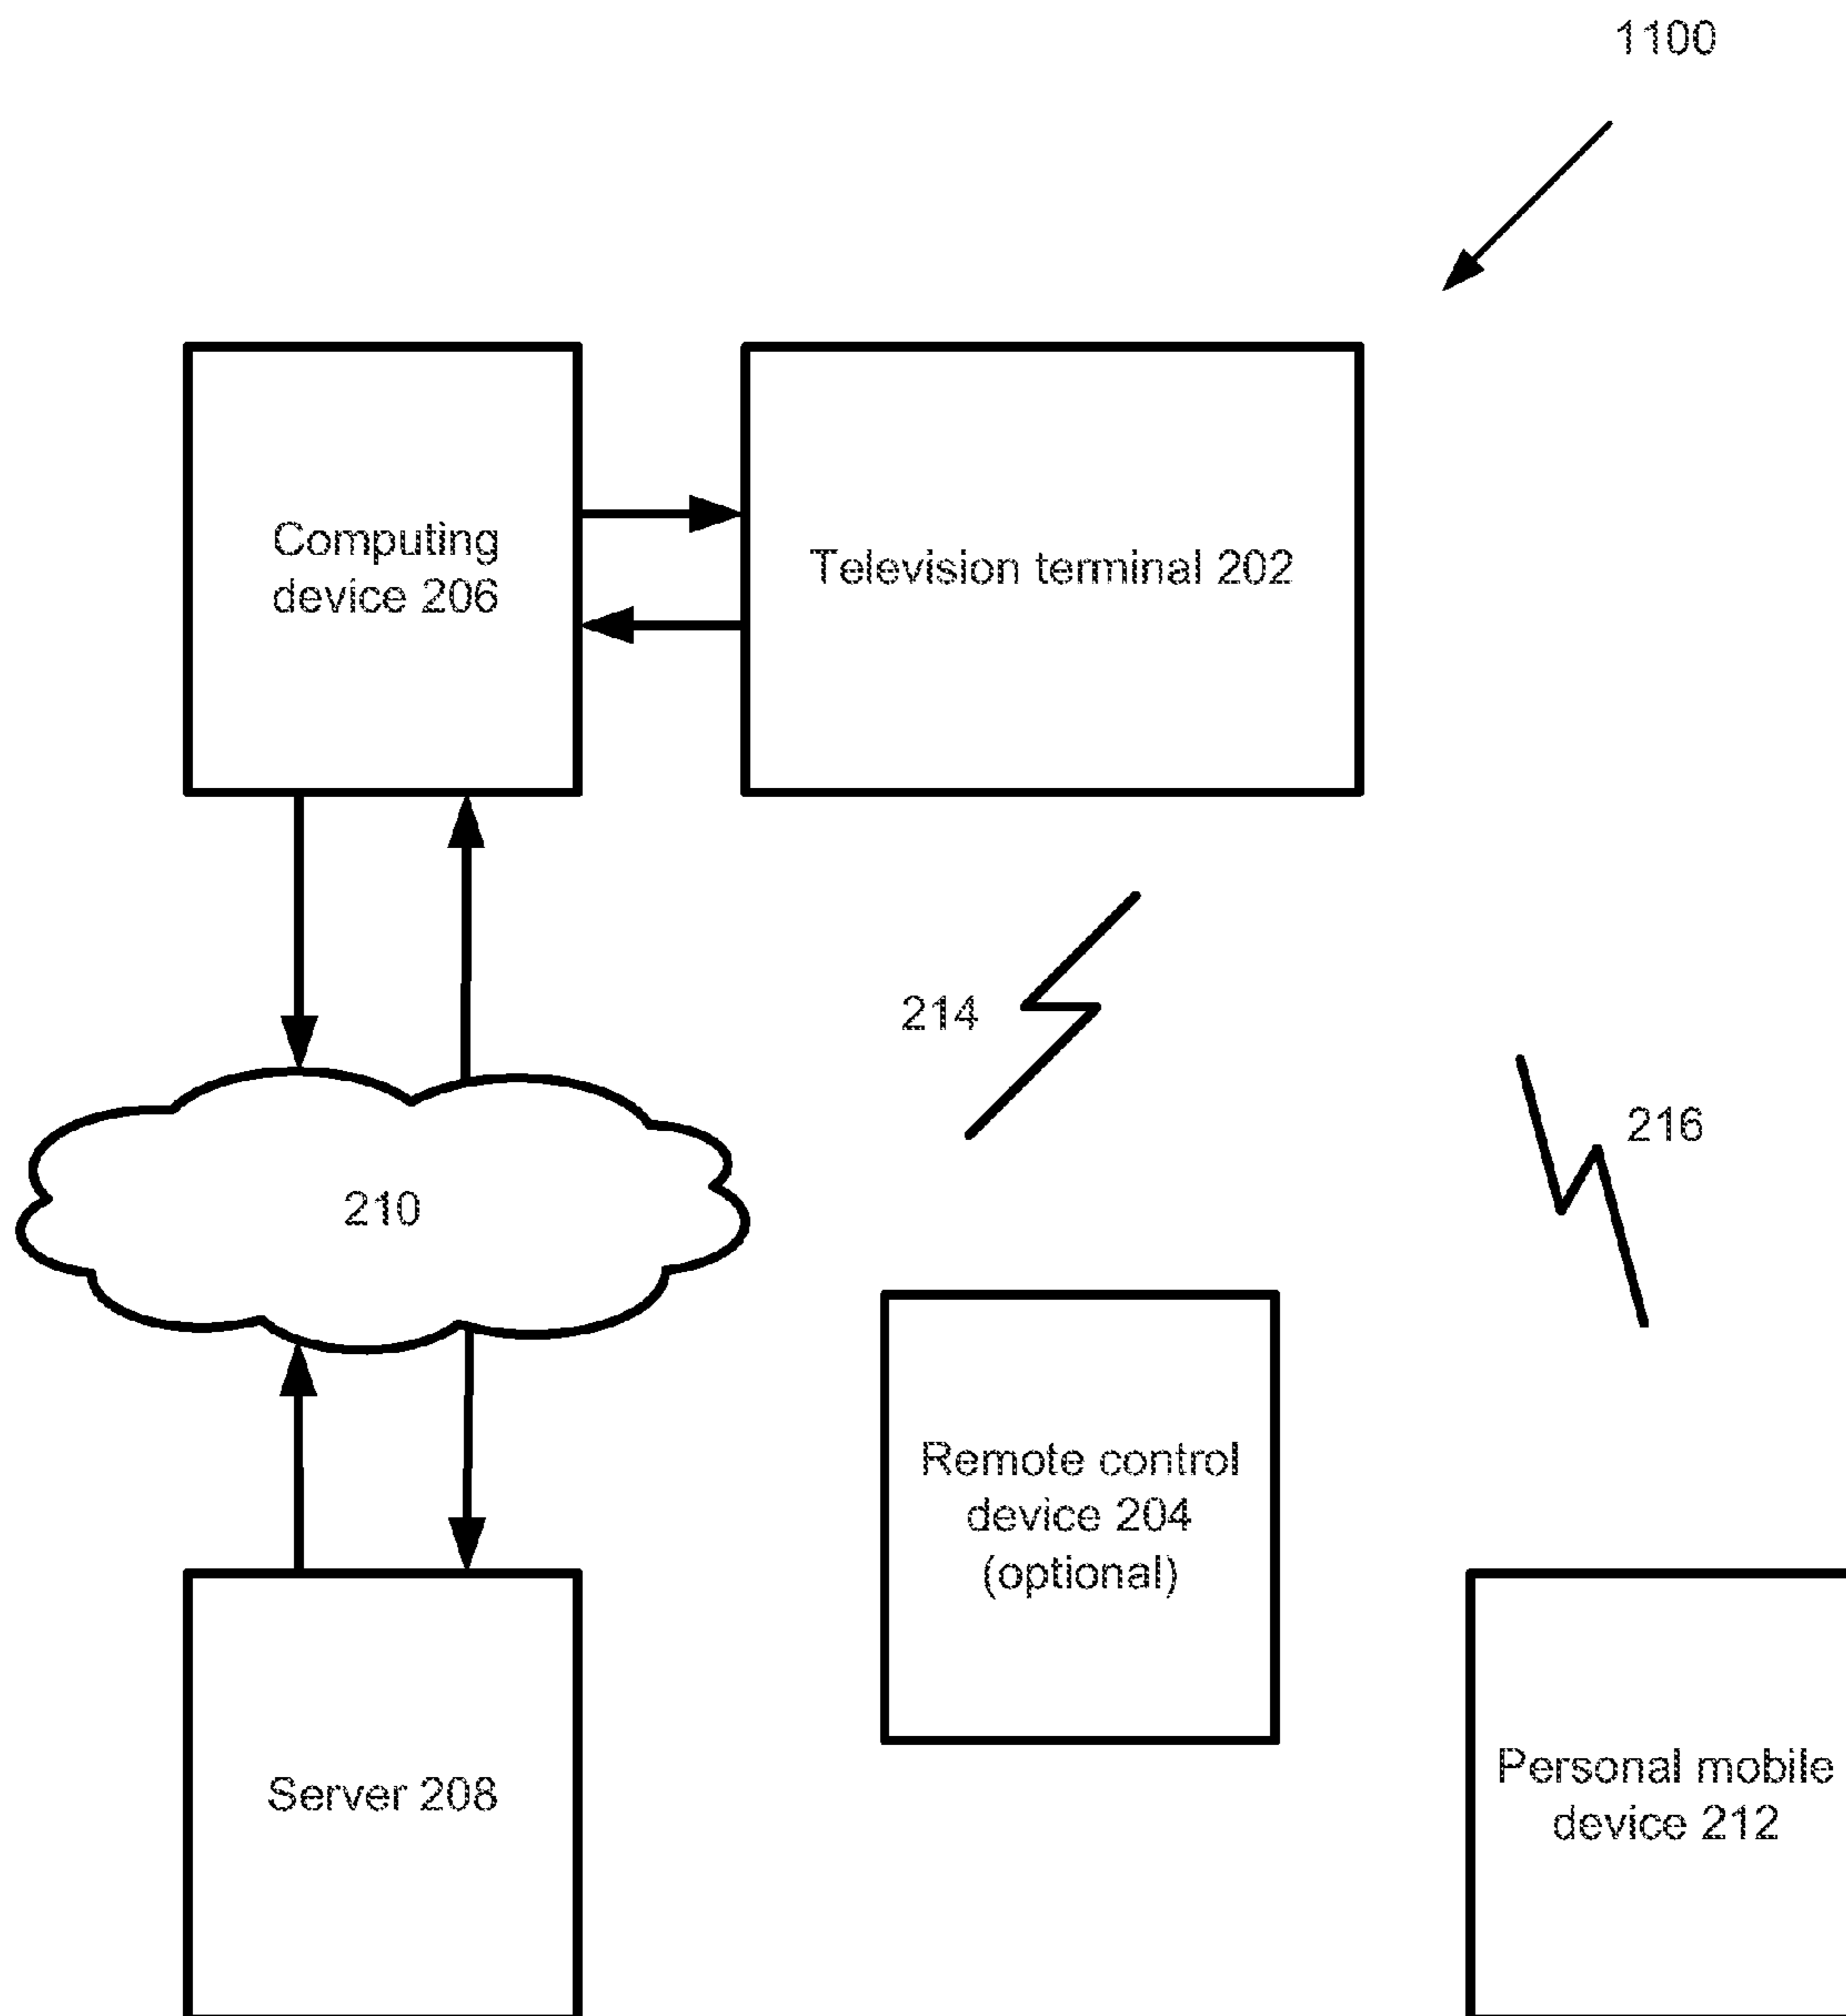 1100
Computing
device 206
Television terminal 202
214
216
210
Remote control
device 204
(optional)
Server 208
Personal mobile
device 212